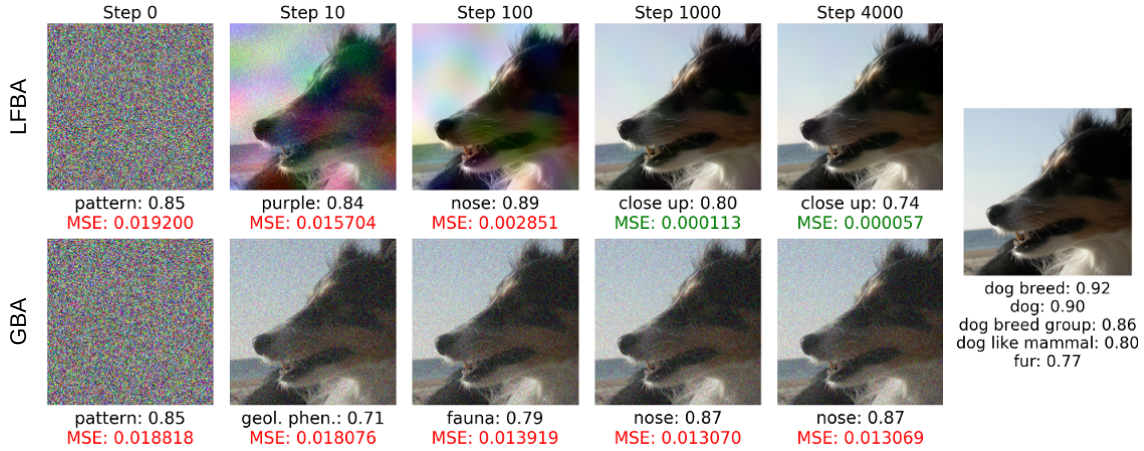 Step 0 Step 10 Step 100 Step 1000 Step 4000
LFBA
pattern: 0.85 purple: 0.84 nose: 0.89 close up: 0.80 close up: 0.74
MSE: 0.019200 MSE: 0.015704 MSE: 0.002851 MSE: 0.000113 MSE: 0.000057
GBA
pattern: 0.85 geol. phen.: 0.71 fauna: 0.79 nose: 0.87 nose: 0.87
MSE: 0.018818 MSE: 0.018076 MSE: 0.013919 MSE: 0.013070 MSE: 0.013069
dog breed: 0.92
dog: 0.90
dog breed group: 0.86
dog like mammal: 0.80
fur: 0.77